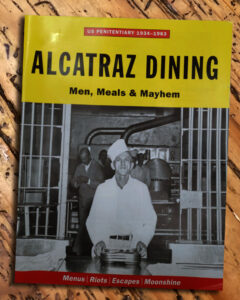 US PENITENTIARY 1934-1963
ALCATRAZ DINING
Men, Meals & Mayhem
Menus | Riots | Escapes | Moonshine